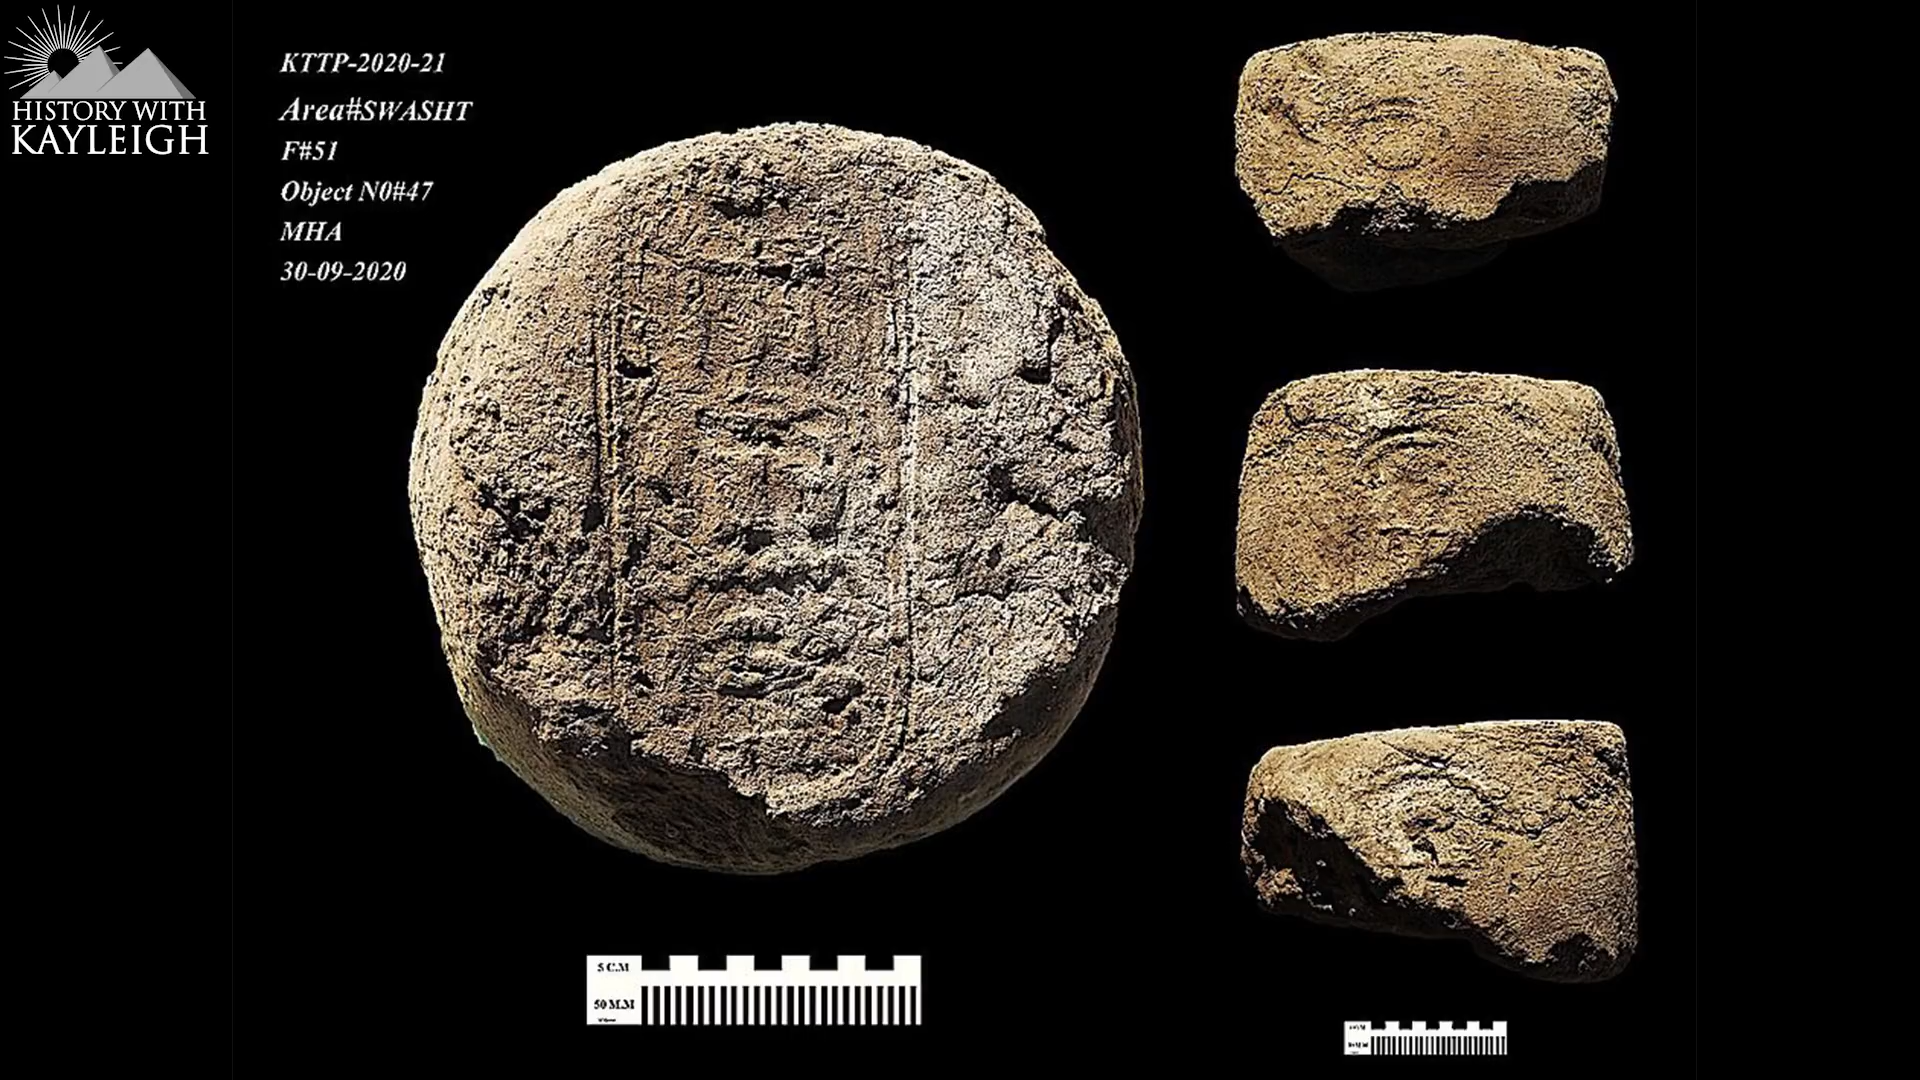 HISTORY WITH
KAYLEIGH
KTTP-2020-21
Area#SWASHT
F#51
Object N0#47
MHA
30-09-2020
5 C.M
50 M.M